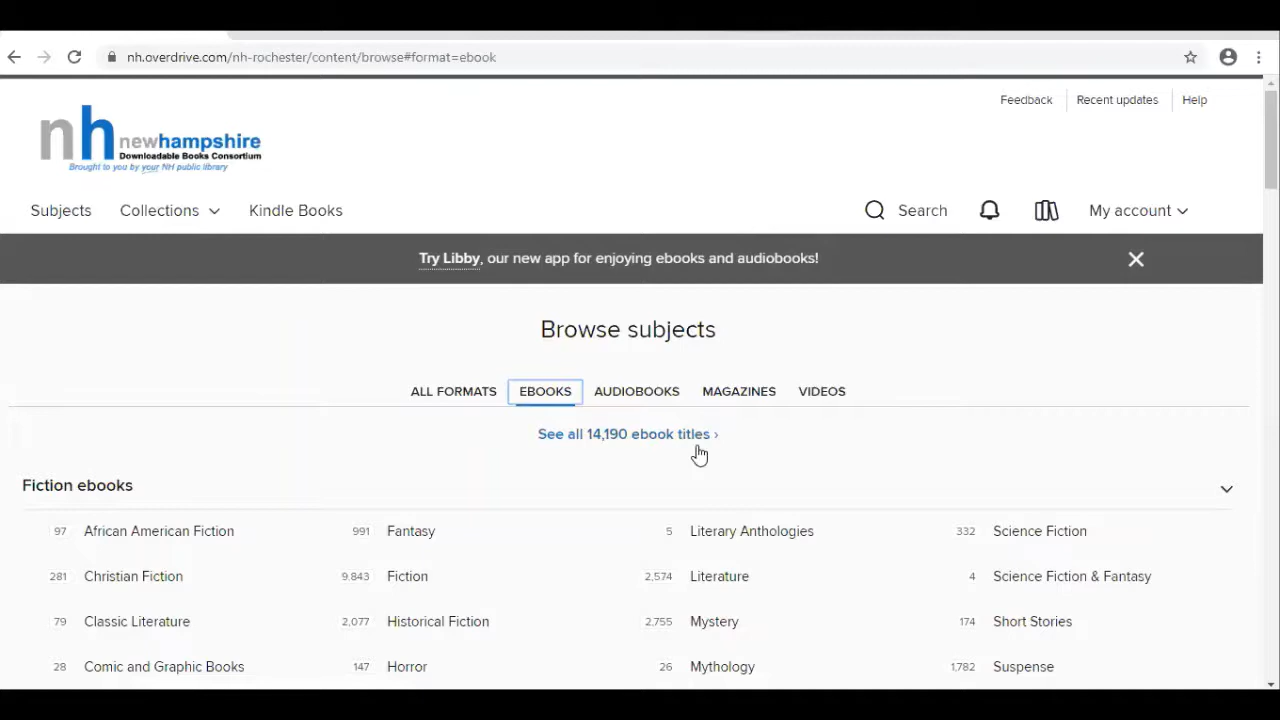 nh.overdrive.com/nh-rochester/content/browse#format=ebook
Feedback Recent updates Help
nh newhampshire
Downloadable Books Consortium
Brought to you by your NH public library
Subjects Collections Kindle Books Search My account
Try Libby, our new app for enjoying ebooks and audiobooks!
Browse subjects
ALL FORMATS EBOOKS AUDIOBOOKS MAGAZINES VIDEOS
See all 14,190 ebook titles ›
Fiction ebooks
97 African American Fiction 991 Fantasy 5 Literary Anthologies 332 Science Fiction
281 Christian Fiction 9,843 Fiction 2,574 Literature 4 Science Fiction & Fantasy
79 Classic Literature 2,077 Historical Fiction 2,755 Mystery 174 Short Stories
28 Comic and Graphic Books 147 Horror 26 Mythology 1,782 Suspense